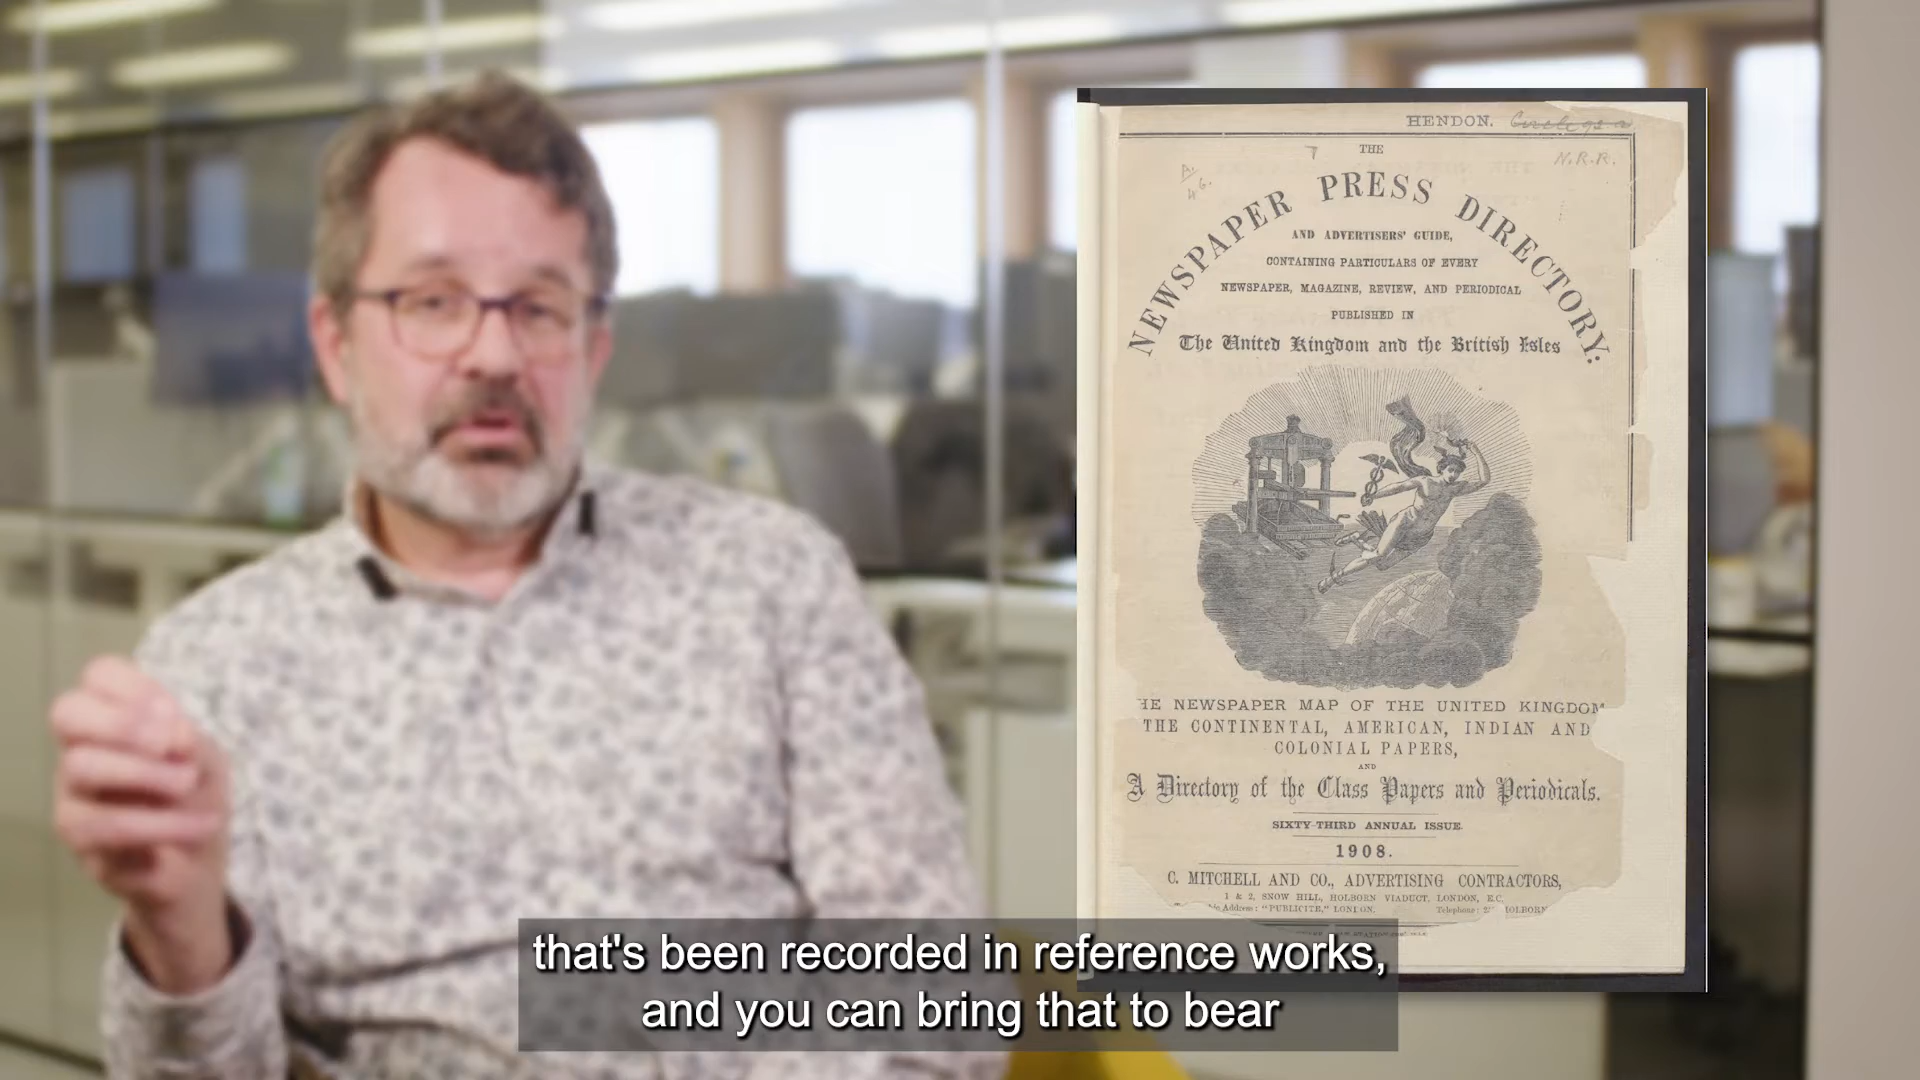 HENDON.
N.R.R.
THE
NEWSPAPER PRESS DIRECTORY:
AND ADVERTISERS' GUIDE,
CONTAINING PARTICULARS OF EVERY
NEWSPAPER, MAGAZINE, REVIEW, AND PERIODICAL
PUBLISHED IN
The United Kingdom and the British Isles
HE NEWSPAPER MAP OF THE UNITED KINGDOM
THE CONTINENTAL, AMERICAN, INDIAN AND
COLONIAL PAPERS,
AND
A Directory of the Class Papers and Periodicals.
SIXTY-THIRD ANNUAL ISSUE.
1908.
C. MITCHELL AND CO., ADVERTISING CONTRACTORS,
1 & 2, SNOW HILL, HOLBORN VIADUCT, LONDON, E.C.
Address: "PUBLICITE," LONDON. Telephone: HOLBORN
that's been recorded in reference works,
and you can bring that to bear